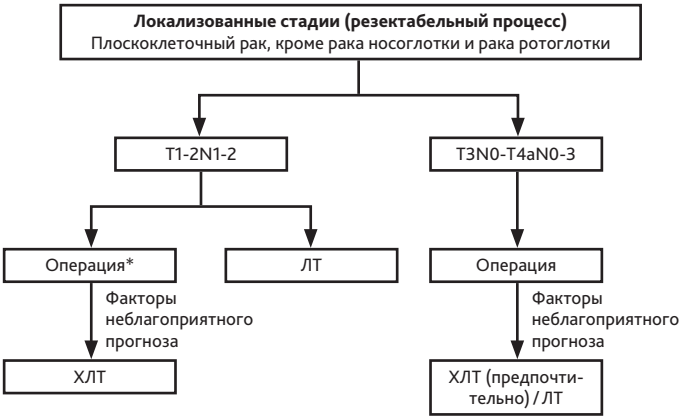 Локализованные стадии (резектабельный процесс)
Плоскоклеточный рак, кроме рака носоглотки и рака ротоглотки
T1-2N1-2
T3N0-T4aN0-3
Операция*
ЛТ
Операция
Факторы
неблагоприятного
прогноза
Факторы
неблагоприятного
прогноза
ХЛТ
ХЛТ (предпочти-
тельно) / ЛТ